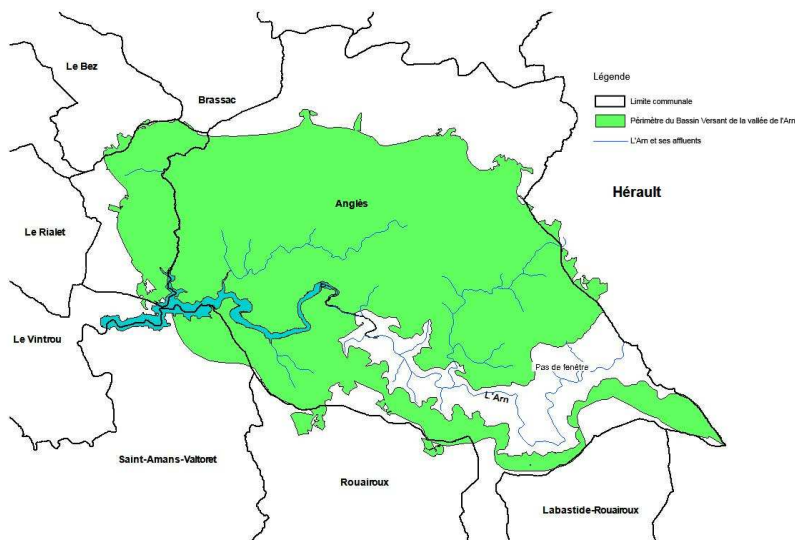 Le Bez
Brassac
Légende
Limite communale
Périmètre du Bassin Versant de la vallée de l'Arn
L'Arn et ses affluents
Hérault
Anglès
Le Rialet
Le Vintrou
Pas de fenêtre
L'Arn
Saint-Amans-Valtoret
Rouairoux
Labastide-Rouairoux